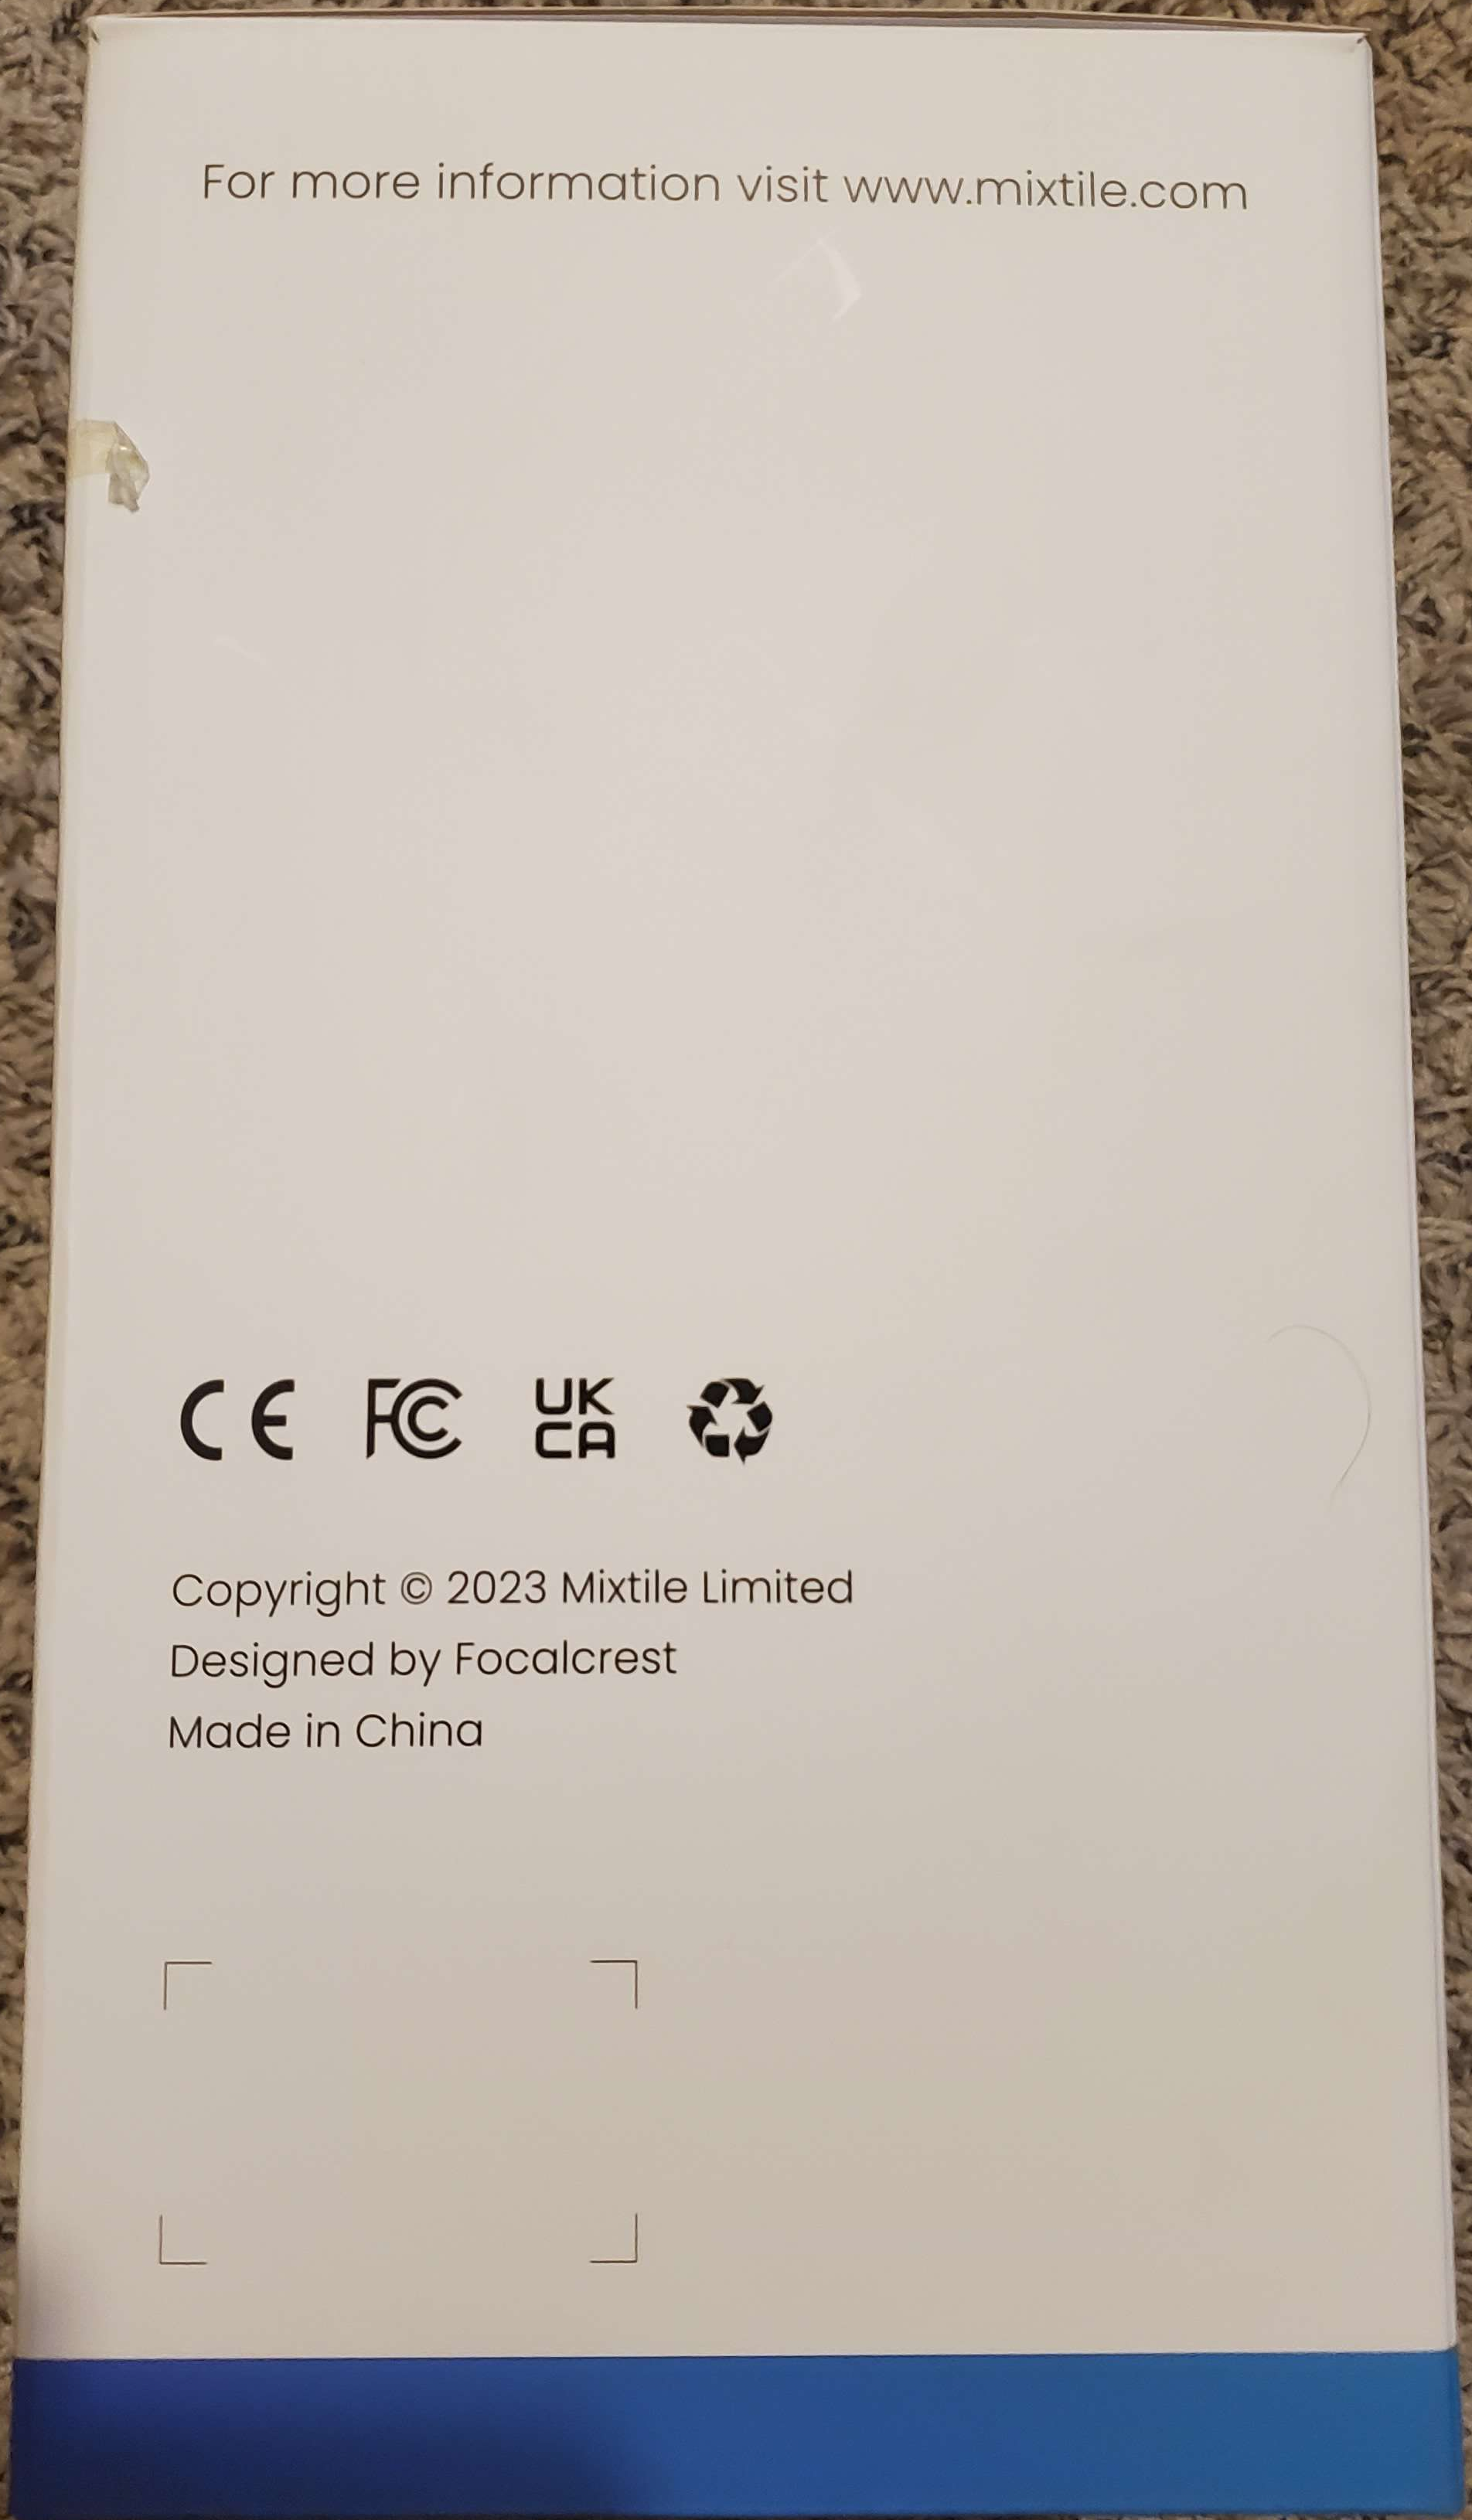 For more information visit www.mixtile.com
CE FC UK
CA
Copyright © 2023 Mixtile Limited
Designed by Focalcrest
Made in China